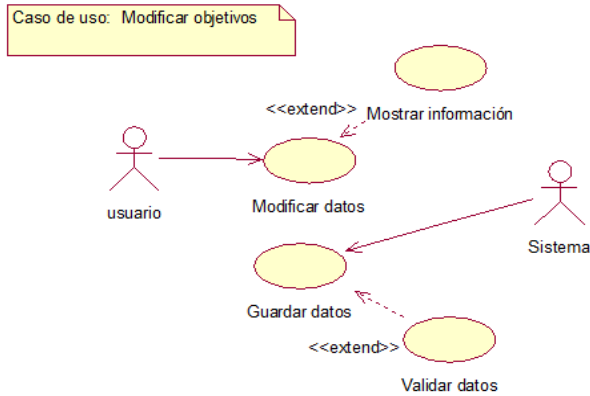 Caso de uso:  Modificar objetivos
<<extend>>
Mostrar información
usuario
Modificar datos
Sistema
Guardar datos
<<extend>>
Validar datos